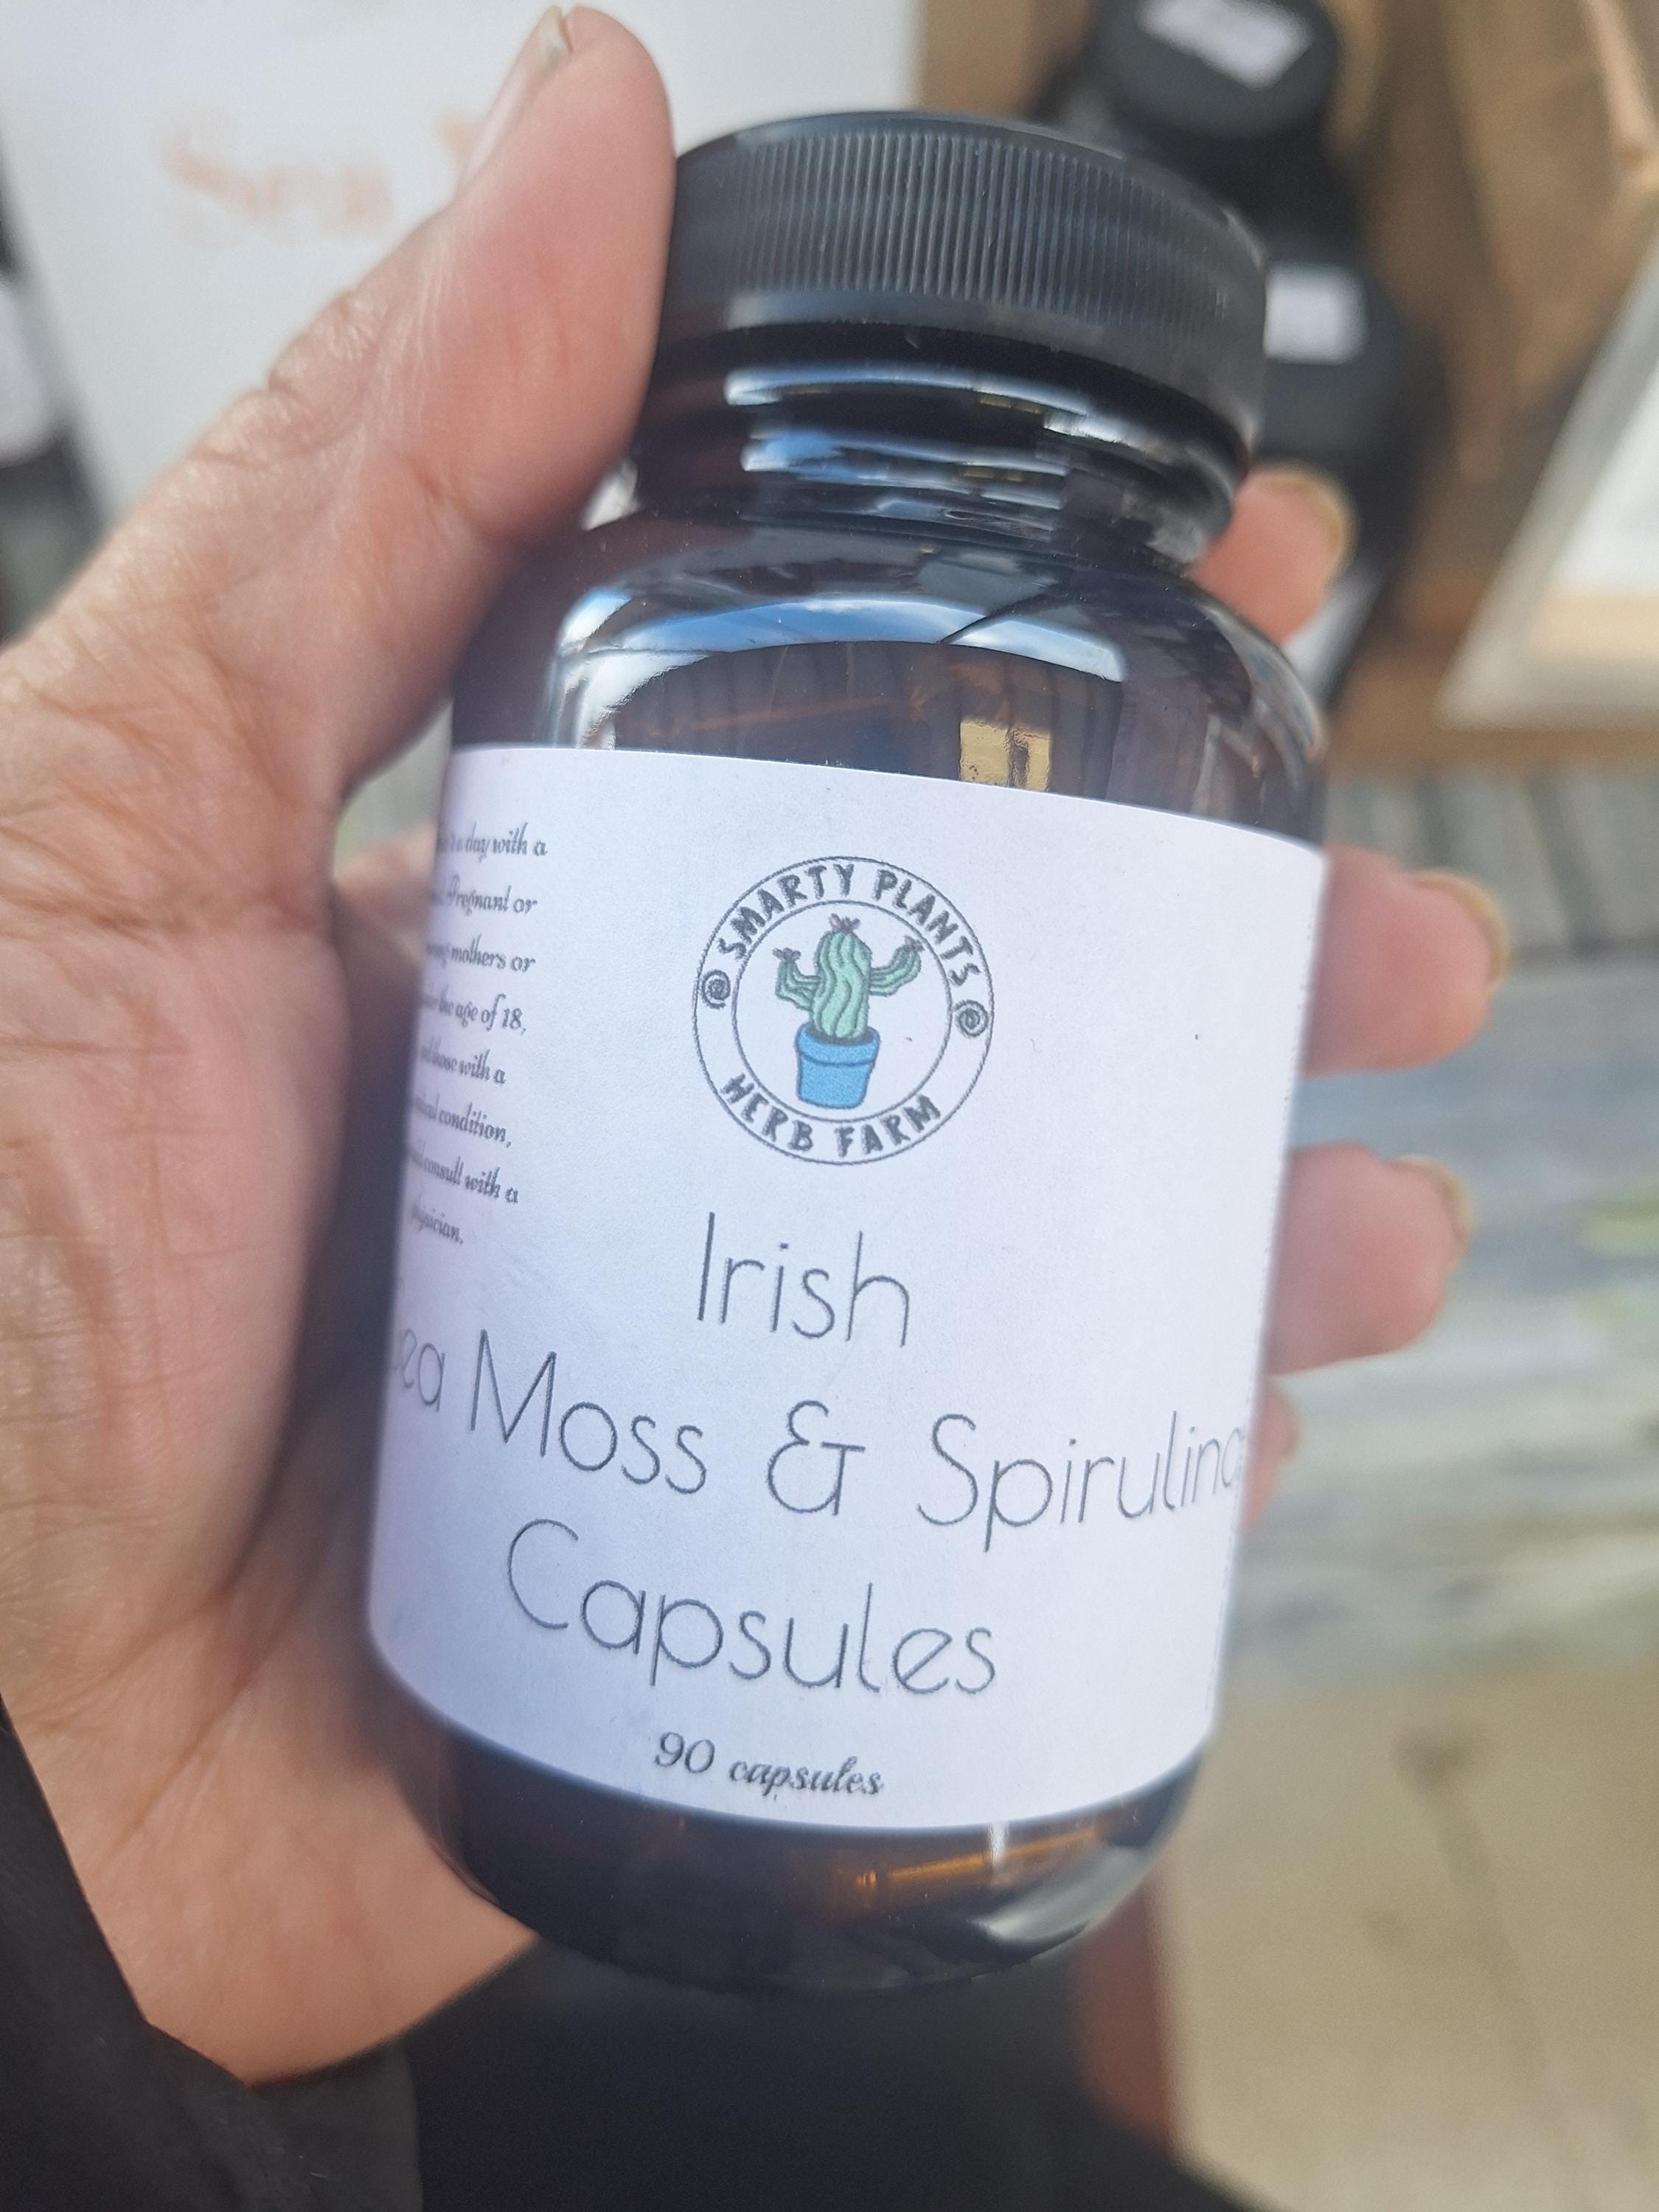 day with a
Pregnant or
mothers or
the age of 18,
those with a
condition,
consult with a
SMARTY PLANTS
HERB FARM
Irish
Moss & Spirulina
Capsules
90 capsules